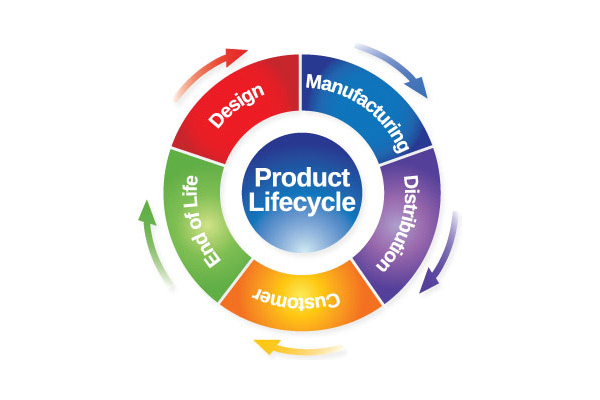 Product
Lifecycle
Design
Manufacturing
Distribution
Customer
End of Life